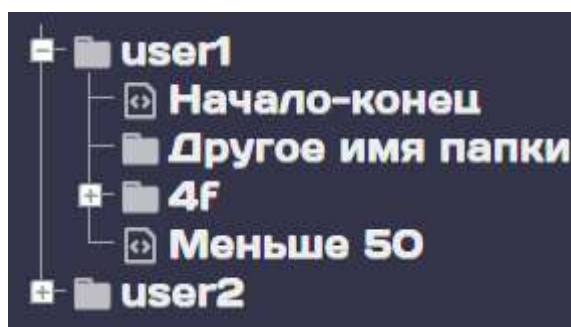 user1
Начало-конец
Другое имя папки
4f
Меньше 50
user2